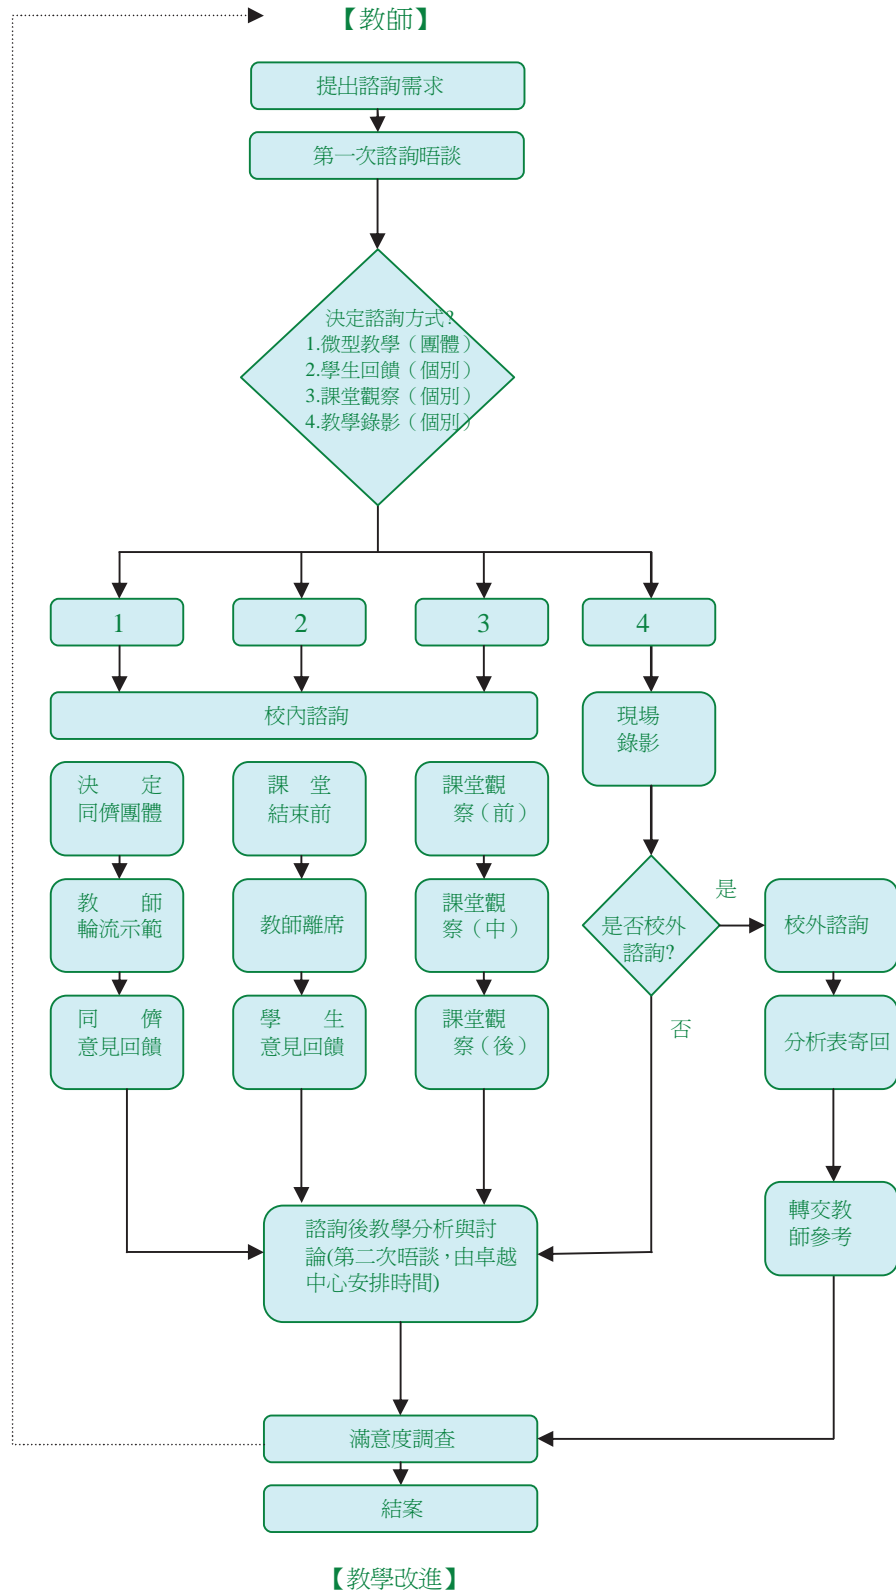 【教師】
提出諮詢需求
第一次諮詢晤談
決定諮詢方式?
1.微型教學（團體）
2.學生回饋（個別）
3.課堂觀察（個別）
4.教學錄影（個別）
1
2
3
4
校內諮詢
現場
錄影
決 定
同儕團體
課 堂
結束前
課堂觀
察（前）
教 師
輪流示範
教師離席
課堂觀
察（中）
是否校外
諮詢?
是
校外諮詢
同 儕
意見回饋
學 生
意見回饋
課堂觀
察（後）
否
分析表寄回
諮詢後教學分析與討
論(第二次晤談，由卓越
中心安排時間)
轉交教
師參考
滿意度調查
結案
【教學改進】